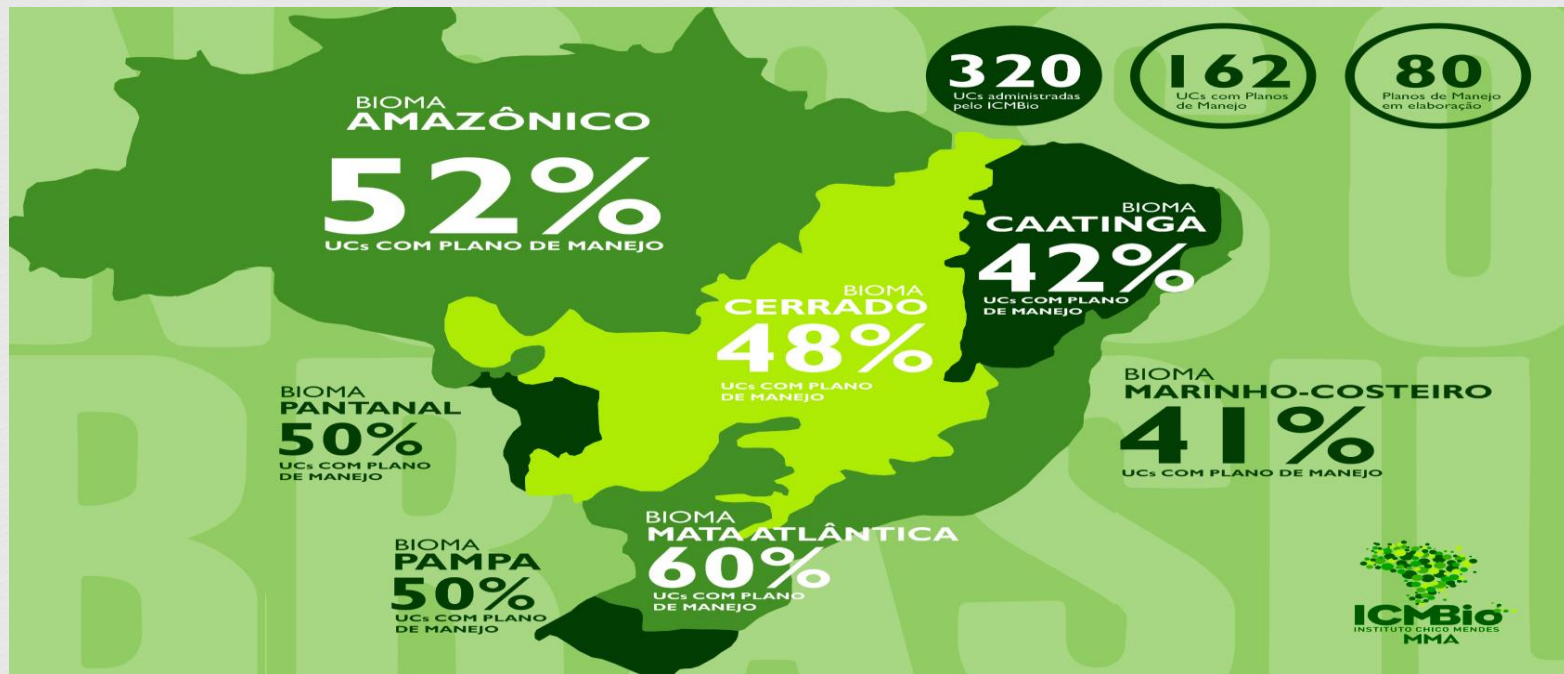 BIOMA
AMAZÔNICO
52%
UCs COM PLANO DE MANEJO
320
UCs administradas
pelo ICMBio
162
UCs com Planos
de Manejo
80
Planos de Manejo
em elaboração
BIOMA
CAATINGA
42%
UCs COM PLANO
DE MANEJO
BIOMA
CERRADO
48%
UCs COM PLANO
DE MANEJO
BIOMA
PANTANAL
50%
UCs COM PLANO
DE MANEJO
BIOMA
MARINHO-COSTEIRO
41%
UCs COM PLANO DE MANEJO
BIOMA
MATA ATLÂNTICA
60%
UCs COM PLANO
DE MANEJO
BIOMA
PAMPA
50%
UCs COM PLANO
DE MANEJO
ICMBio
INSTITUTO CHICO MENDES
MMA